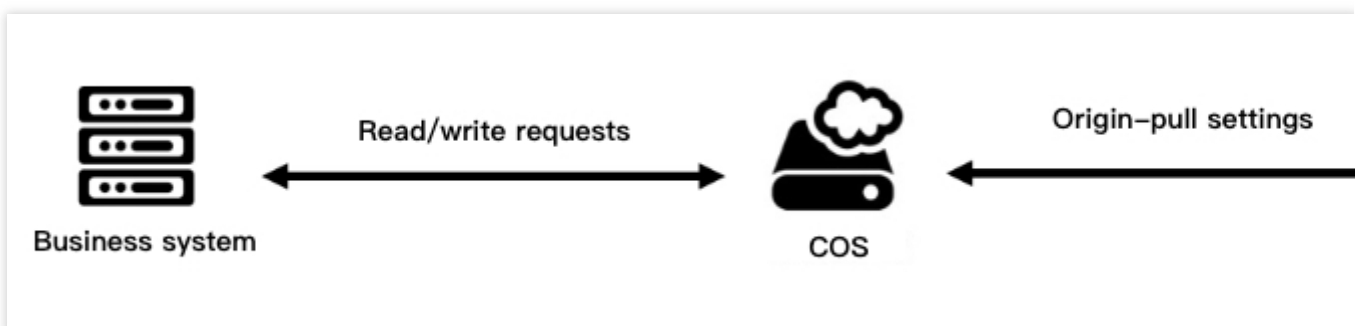 Read/write requests
Origin-pull settings
Business system
COS